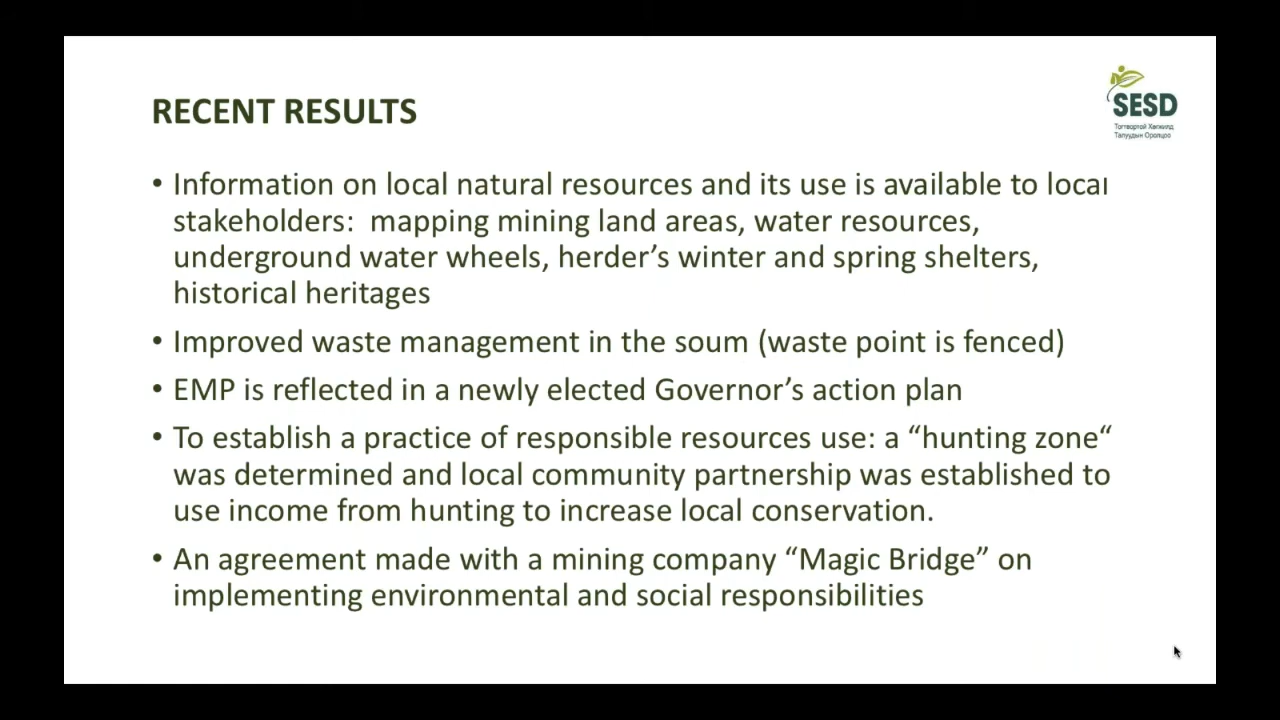 RECENT RESULTS
SESD
Тогтвортой Хөгжилд
Талуудын Оролцоо
• Information on local natural resources and its use is available to local
stakeholders:  mapping mining land areas, water resources,
underground water wheels, herder’s winter and spring shelters,
historical heritages
• Improved waste management in the soum (waste point is fenced)
• EMP is reflected in a newly elected Governor’s action plan
• To establish a practice of responsible resources use: a “hunting zone“
was determined and local community partnership was established to
use income from hunting to increase local conservation.
• An agreement made with a mining company “Magic Bridge” on
implementing environmental and social responsibilities